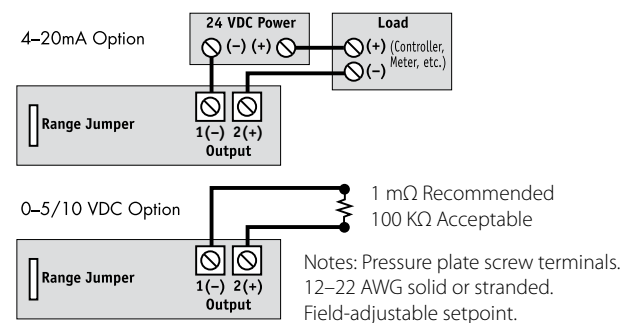 24 VDC Power
Load
4–20mA Option
(–) (+)
(+) (Controller,
Meter, etc.)
(–)
Range Jumper
1(–) 2(+)
Output
0–5/10 VDC Option
1 mΩ Recommended
100 KΩ Acceptable
Range Jumper
1(–) 2(+)
Output
Notes: Pressure plate screw terminals.
12–22 AWG solid or stranded.
Field-adjustable setpoint.